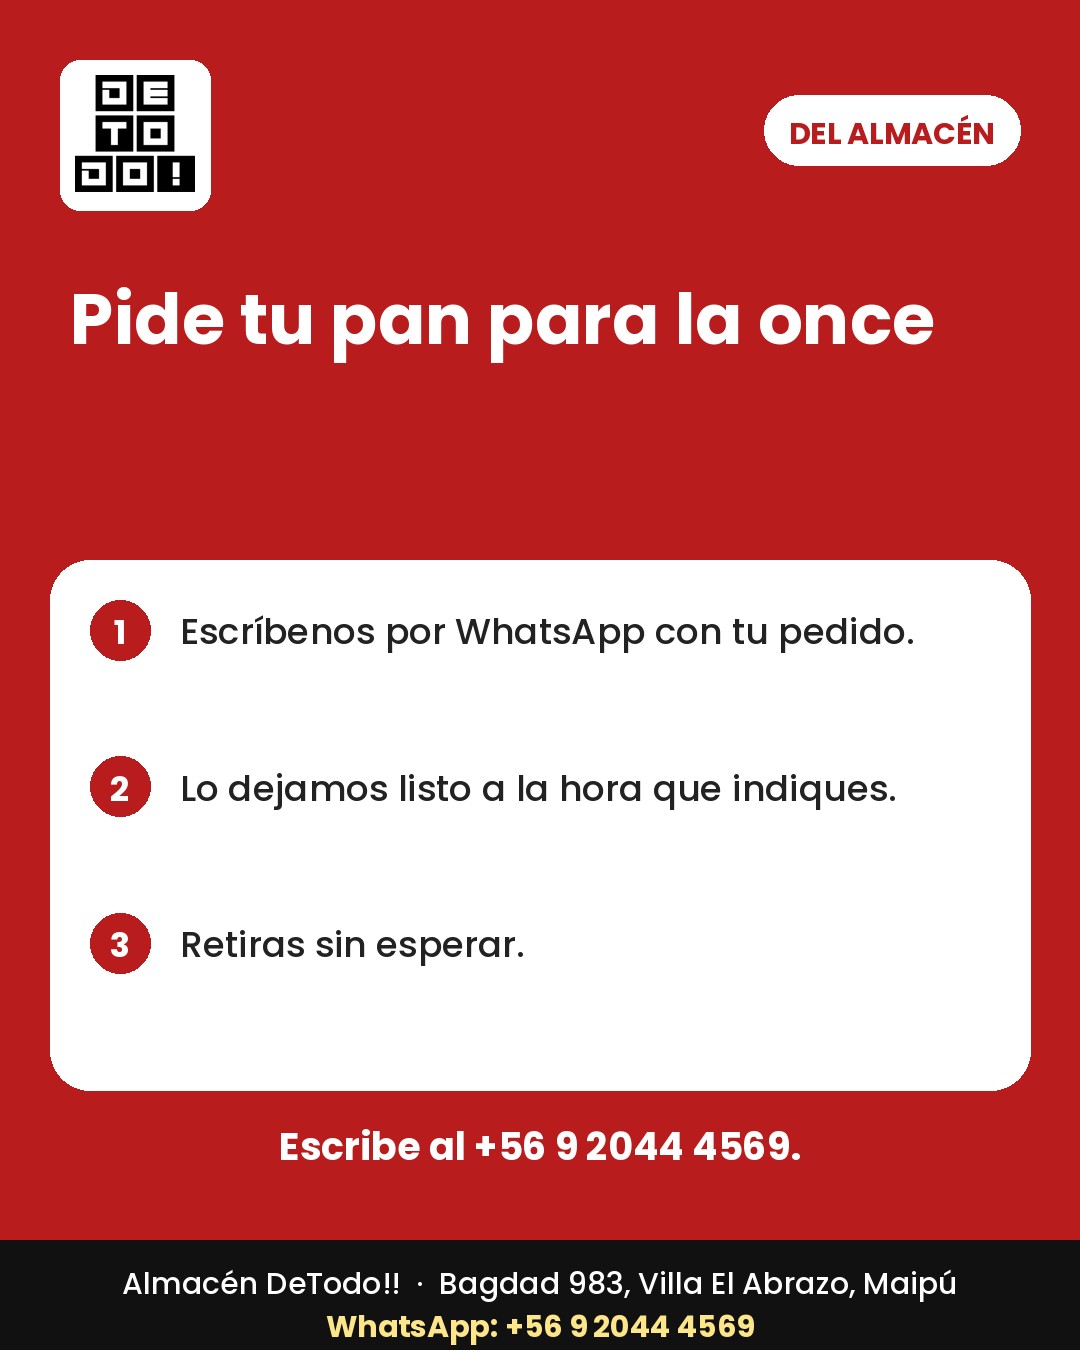 DE
TO
DO!
DEL ALMACÉN
Pide tu pan para la once
1 Escríbenos por WhatsApp con tu pedido.
2 Lo dejamos listo a la hora que indiques.
3 Retiras sin esperar.
Escribe al +56 9 2044 4569.
Almacén DeTodo!! · Bagdad 983, Villa El Abrazo, Maipú
WhatsApp: +56 9 2044 4569